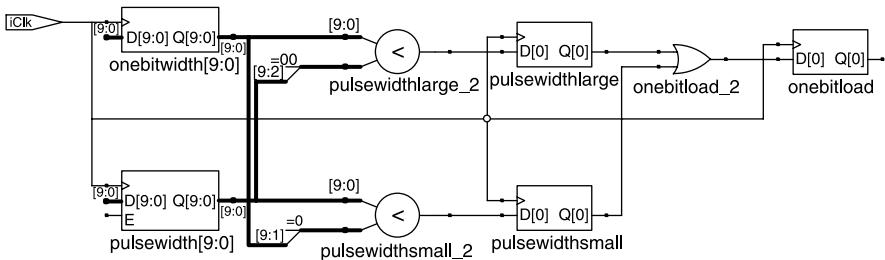 iClk
[9:0]
D[9:0] Q[9:0]
[9:0]
onebitwidth[9:0]
[9:0]
=00
[9:2]
<
pulsewidthlarge_2
D[0] Q[0]
pulsewidthlarge
onebitload_2
D[0] Q[0]
onebitload
[9:0]
D[9:0] Q[9:0]
[9:0]
E
pulsewidth[9:0]
[9:0]
=0
[9:1]
<
pulsewidthsmall_2
D[0] Q[0]
pulsewidthsmall